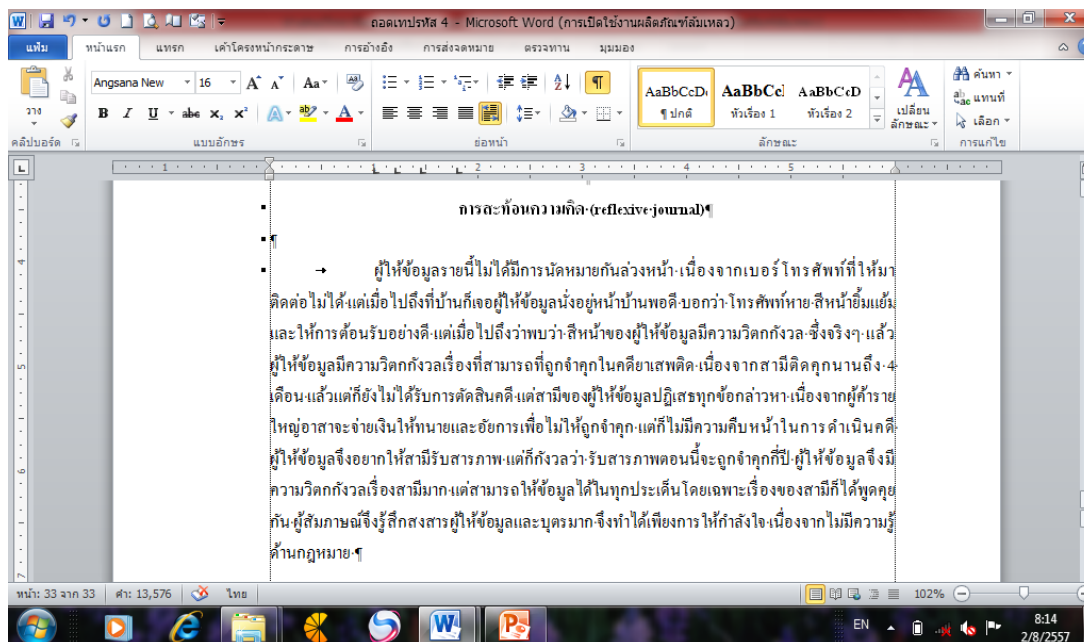 ถอดเทปรหัส 4 - Microsoft Word (การเปิดใช้งานผลิตภัณฑ์ล้มเหลว)
แฟ้ม หน้าแรก แทรก เค้าโครงหน้ากระดาษ การอ้างอิง การส่งจดหมาย ตรวจทาน มุมมอง
Angsana New 16
วาง
คลิปบอร์ด แบบอักษร ย่อหน้า ลักษณะ การแก้ไข
AaBbCcD AaBbCc AaBbCcD
¶ ปกติ หัวเรื่อง 1 หัวเรื่อง 2
เปลี่ยนลักษณะ
ค้นหา
แทนที่
เลือก
การสะท้อนความคิด (reflexive journal)¶
¶
ผู้ให้ข้อมูลรายนี้ไม่ได้มีการนัดหมายกันล่วงหน้า เนื่องจากเบอร์โทรศัพท์ที่ให้มา
ติดต่อไม่ได้ แต่เมื่อไปถึงที่บ้านก็เจอผู้ให้ข้อมูลนั่งอยู่หน้าบ้านพอดี บอกว่า โทรศัพท์หาย สีหน้ายิ้มแย้ม
และให้การต้อนรับอย่างดี แต่เมื่อไปถึงว่าพบว่า สีหน้าของผู้ให้ข้อมูลมีความวิตกกังวล ซึ่งจริงๆ แล้ว
ผู้ให้ข้อมูลมีความวิตกกังวลเรื่องที่สามารถที่ถูกจำคุกในคดียาเสพติด เนื่องจากสามีติดคุกนานถึง 4
เดือน แล้วแต่ก็ยังไม่ได้รับการตัดสินคดี แต่สามีของผู้ให้ข้อมูลปฏิเสธทุกข้อกล่าวหา เนื่องจากผู้ค้าราย
ใหญ่อาสาจะจ่ายเงินให้ทนายและอัยการเพื่อไม่ให้ถูกจำคุก แต่ก็ไม่มีความคืบหน้าในการดำเนินคดี
ผู้ให้ข้อมูลจึงอยากให้สามีรับสารภาพ แต่ก็กังวลว่า รับสารภาพตอนนี้จะถูกจำคุกกี่ปี ผู้ให้ข้อมูลจึงมี
ความวิตกกังวลเรื่องสามีมาก แต่สามารถให้ข้อมูลได้ในทุกประเด็นโดยเฉพาะเรื่องของสามีก็ได้พูดคุย
กัน ผู้สัมภาษณ์จึงรู้สึกสงสารผู้ให้ข้อมูลและบุตรมาก จึงทำได้เพียงการให้กำลังใจ เนื่องจากไม่มีความรู้
ด้านกฎหมาย ¶
หน้า: 33 จาก 33 คำ: 13,576 ไทย 102%
EN 8:14
2/8/2557